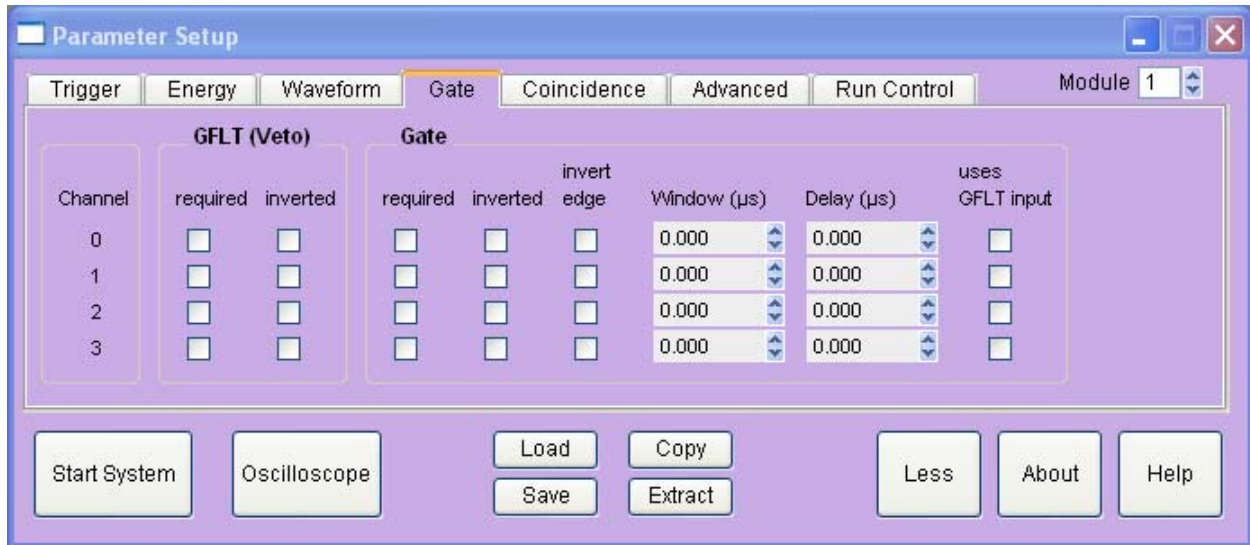 Parameter Setup
Trigger Energy Waveform Gate Coincidence Advanced Run Control Module 1
GFLT (Veto) Gate
Channel required inverted required inverted invert edge Window (µs) Delay (µs) uses GFLT input
0 0.000 0.000
1 0.000 0.000
2 0.000 0.000
3 0.000 0.000
Start System Oscilloscope Load Copy Less About Help
Save Extract